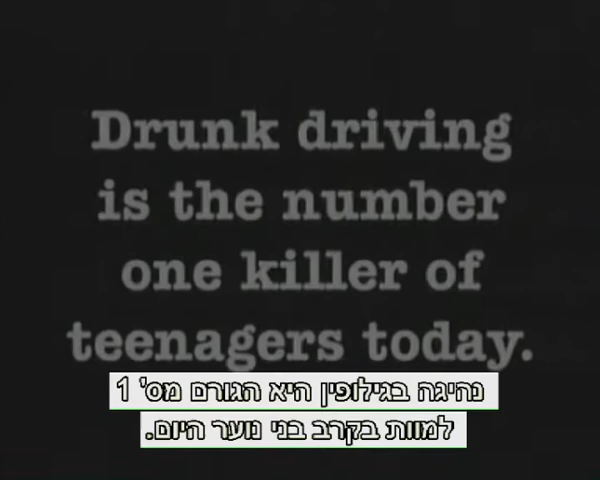 Drunk driving
is the number
one killer of
teenagers today.
נהיגה בגילופין היא הגורם מס' 1
למוות בקרב בני נוער היום.